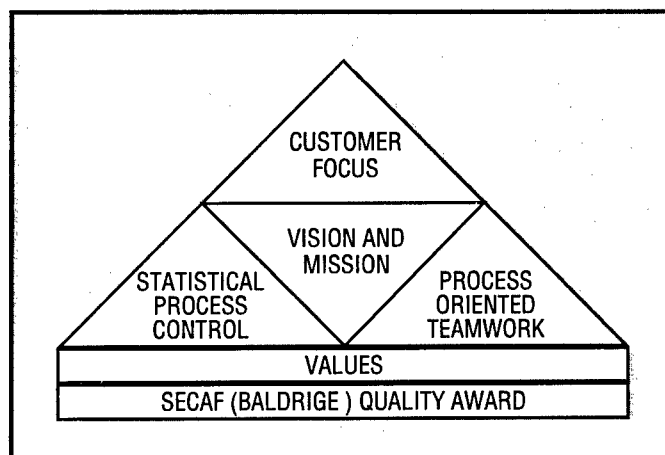 CUSTOMER
FOCUS
VISION AND
MISSION
STATISTICAL
PROCESS
CONTROL
PROCESS
ORIENTED
TEAMWORK
VALUES
SECAF (BALDRIGE ) QUALITY AWARD